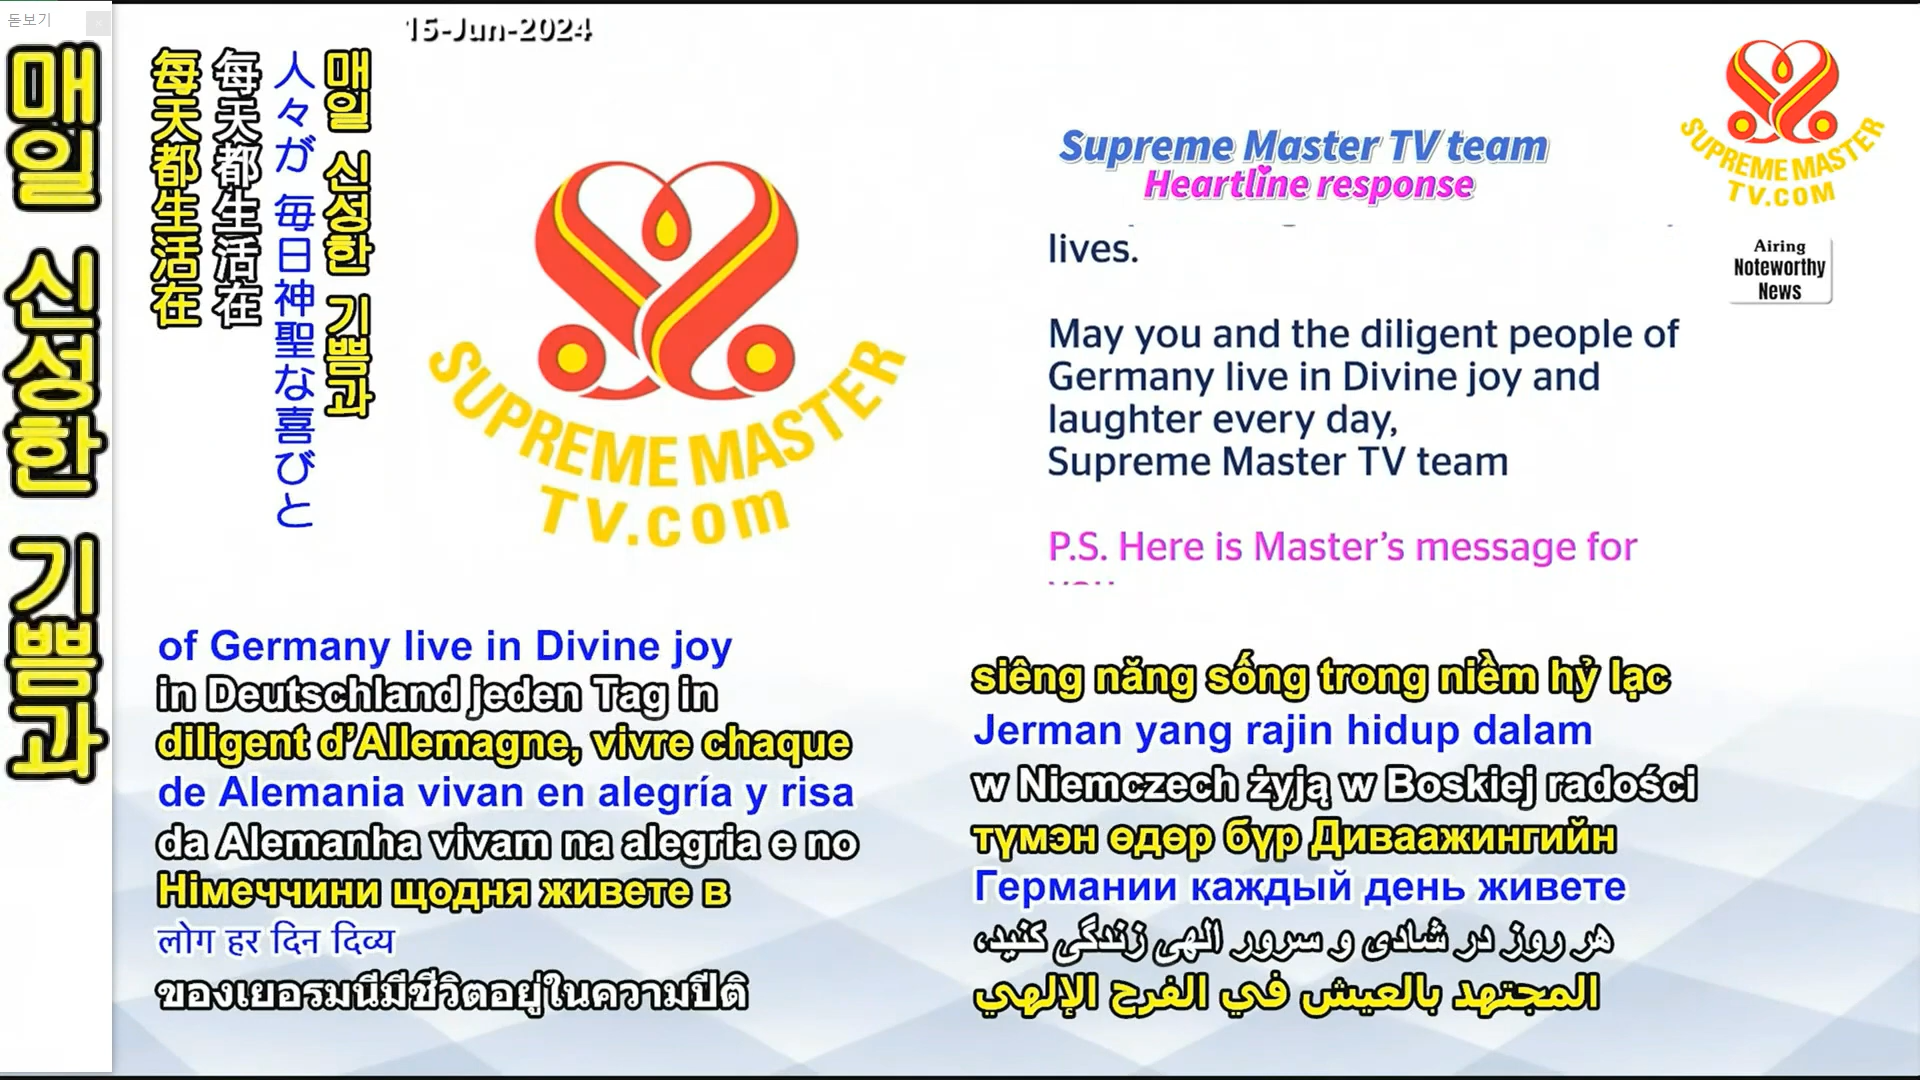 돋보기
매일 신성한 기쁨과
15-Jun-2024
每天都生活在
每天都生活在
人々が 毎日神聖な喜びと
매일 신성한 기쁨과
SUPREME MASTER
TV.com
Supreme Master TV team
Heartline response
lives.
May you and the diligent people of
Germany live in Divine joy and
laughter every day,
Supreme Master TV team
P.S. Here is Master's message for
SUPREME MASTER
TV.COM
Airing
Noteworthy
News
of Germany live in Divine joy
in Deutschland jeden Tag in
diligent d'Allemagne, vivre chaque
de Alemania vivan en alegría y risa
da Alemanha vivam na alegria e no
Німеччини щодня живете в
लोग हर दिन दिव्य
ของเยอรมนีมีชีวิตอยู่ในความปีติ
siêng năng sống trong niềm hỷ lạc
Jerman yang rajin hidup dalam
w Niemczech żyją w Boskiej radości
түмэн өдөр бүр Диваажингийн
Германии каждый день живете
هر روز در شادی و سرور الهی زندگی کنید،
المجتهد بالعيش في الفرح الإلهي